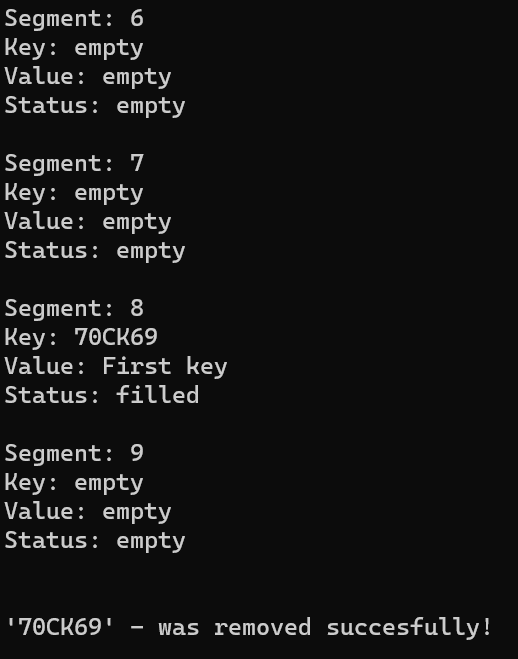 Segment: 6
Key: empty
Value: empty
Status: empty
Segment: 7
Key: empty
Value: empty
Status: empty
Segment: 8
Key: 70CK69
Value: First key
Status: filled
Segment: 9
Key: empty
Value: empty
Status: empty
'70CK69' - was removed succesfully!